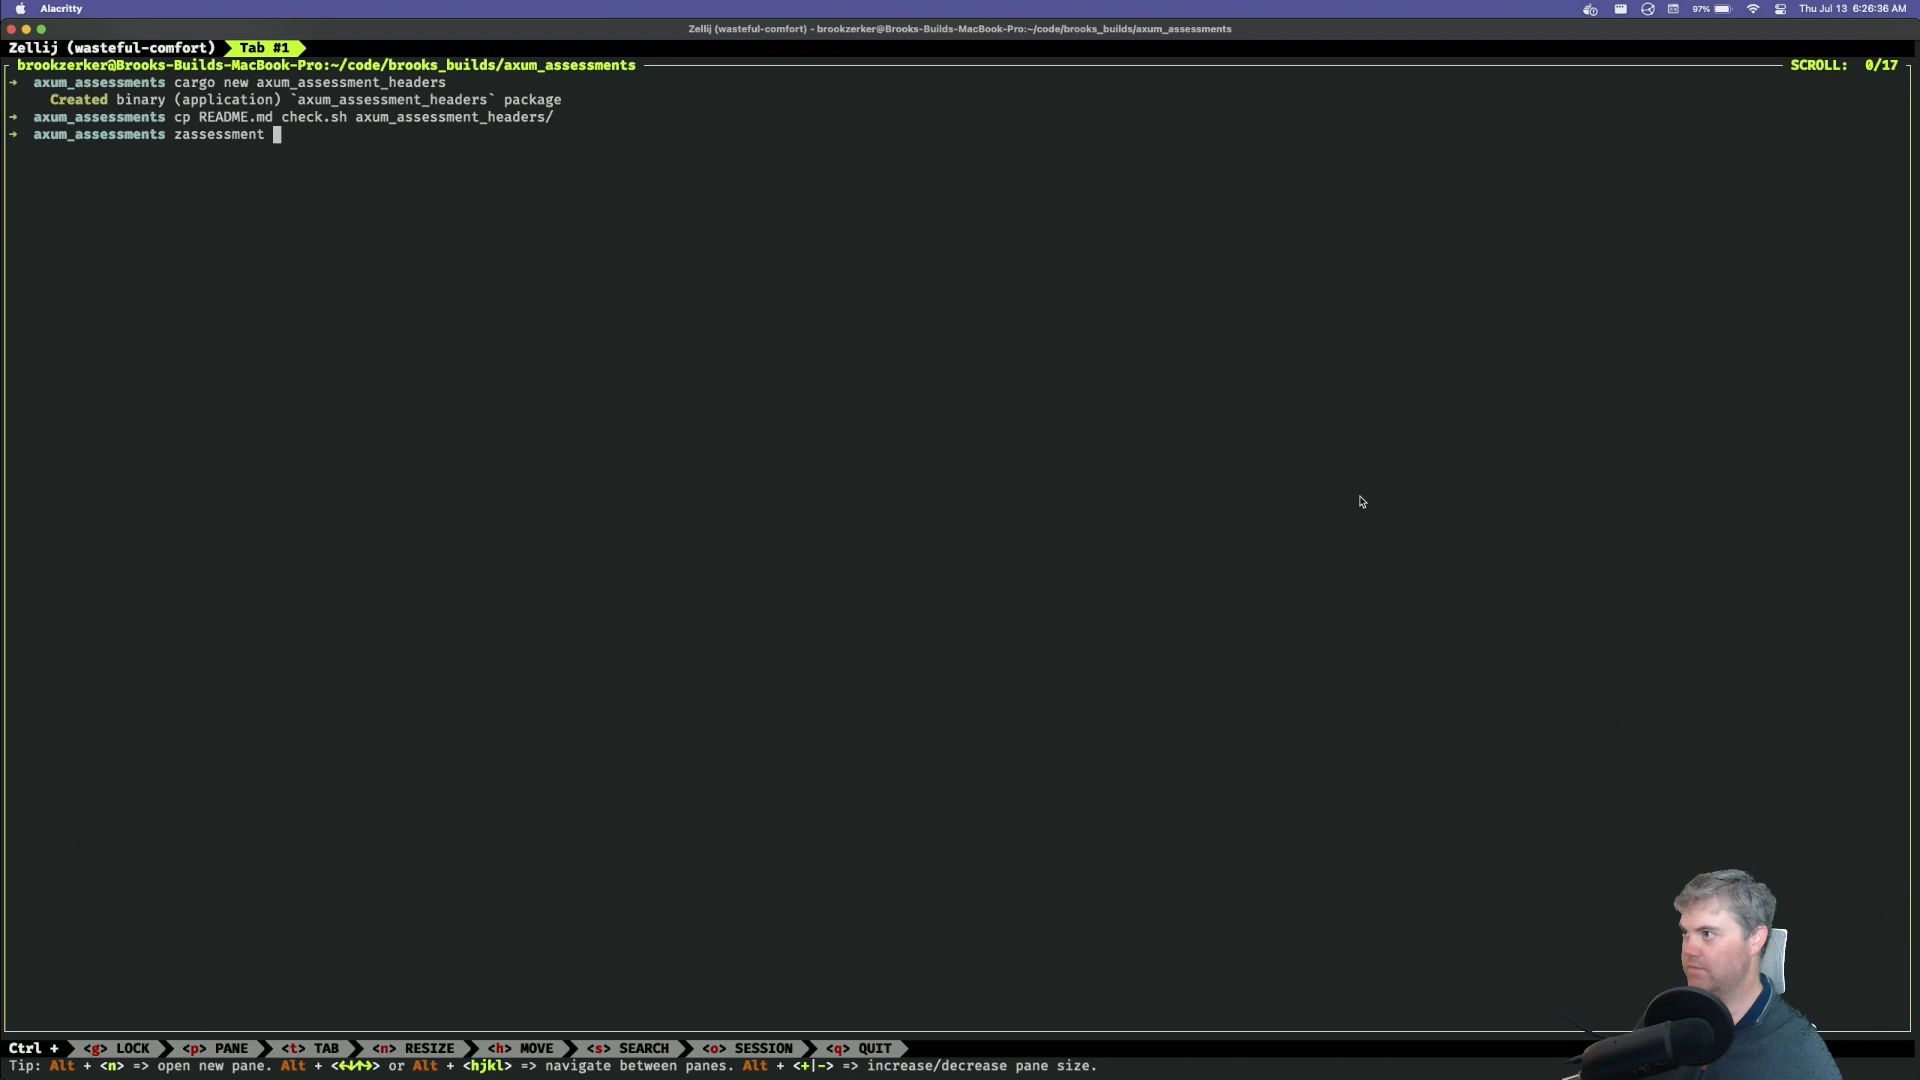 Alacritty 97% Thu Jul 13 6:26:36 AM
Zellij (wasteful-comfort) - brookzerker@Brooks-Builds-MacBook-Pro:~/code/brooks_builds/axum_assessments
Zellij (wasteful-comfort) Tab #1
brookzerker@Brooks-Builds-MacBook-Pro:~/code/brooks_builds/axum_assessments SCROLL: 0/17
→ axum_assessments cargo new axum_assessment_headers
Created binary (application) `axum_assessment_headers` package
→ axum_assessments cp README.md check.sh axum_assessment_headers/
→ axum_assessments zassessment
Ctrl + <g> LOCK <p> PANE <t> TAB <n> RESIZE <h> MOVE <s> SEARCH <o> SESSION <q> QUIT
Tip: Alt + <n> => open new pane. Alt + <←↓↑→> or Alt + <hjkl> => navigate between panes. Alt + <+|-> => increase/decrease pane size.